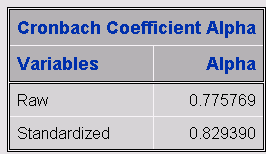 Cronbach Coefficient Alpha
Variables Alpha
Raw 0.775769
Standardized 0.829390